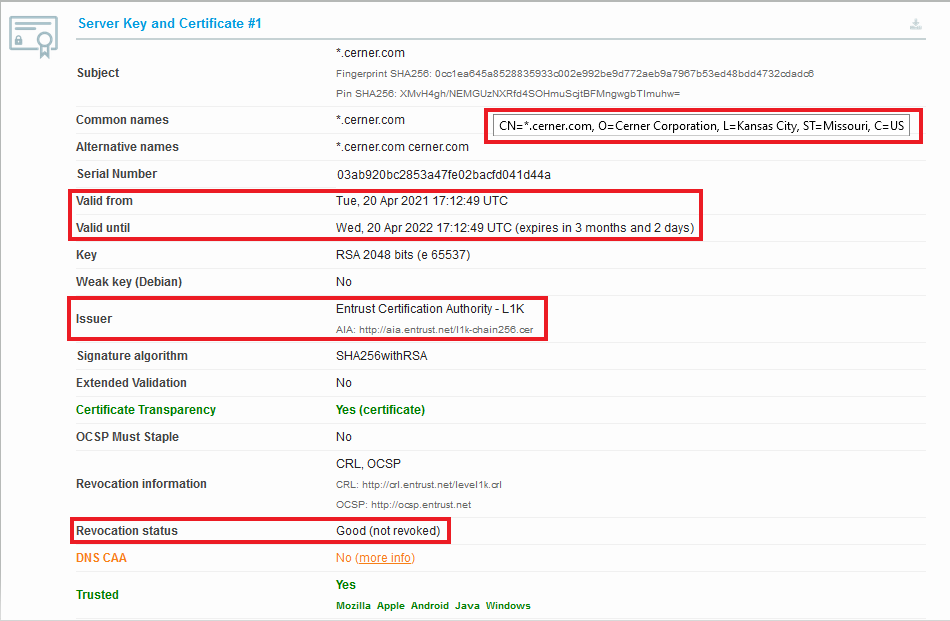 Server Key and Certificate #1
Subject
*.cerner.com
Fingerprint SHA256: 0cc1ea645a8528835933c002e992be9d772aeb9a7967b53ed48bdd4732cdadc6
Pin SHA256: XMvH4gh/NEMGUzNXRfd4SOHmuScjtBFMngwgbTImuhw=
Common names *.cerner.com
CN=*.cerner.com, O=Cerner Corporation, L=Kansas City, ST=Missouri, C=US
Alternative names *.cerner.com cerner.com
Serial Number 03ab920bc2853a47fe02bacfd041d44a
Valid from Tue, 20 Apr 2021 17:12:49 UTC
Valid until Wed, 20 Apr 2022 17:12:49 UTC (expires in 3 months and 2 days)
Key RSA 2048 bits (e 65537)
Weak key (Debian) No
Issuer
Entrust Certification Authority - L1K
AIA: http://aia.entrust.net/l1k-chain256.cer
Signature algorithm SHA256withRSA
Extended Validation No
Certificate Transparency Yes (certificate)
OCSP Must Staple No
Revocation information
CRL, OCSP
CRL: http://crl.entrust.net/level1k.crl
OCSP: http://ocsp.entrust.net
Revocation status Good (not revoked)
DNS CAA No (more info)
Trusted
Yes
Mozilla Apple Android Java Windows